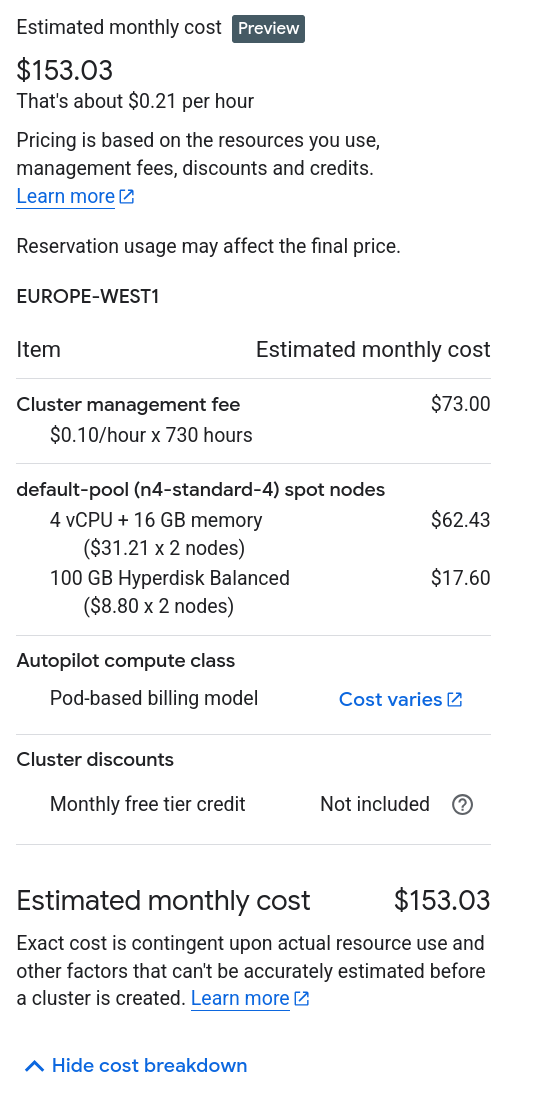 Estimated monthly cost Preview
$153.03
That's about $0.21 per hour
Pricing is based on the resources you use,
management fees, discounts and credits.
Learn more
Reservation usage may affect the final price.
EUROPE-WEST1
Item Estimated monthly cost
Cluster management fee $73.00
$0.10/hour x 730 hours
default-pool (n4-standard-4) spot nodes
4 vCPU + 16 GB memory $62.43
($31.21 x 2 nodes)
100 GB Hyperdisk Balanced $17.60
($8.80 x 2 nodes)
Autopilot compute class
Pod-based billing model Cost varies
Cluster discounts
Monthly free tier credit Not included
Estimated monthly cost $153.03
Exact cost is contingent upon actual resource use and
other factors that can't be accurately estimated before
a cluster is created. Learn more
Hide cost breakdown